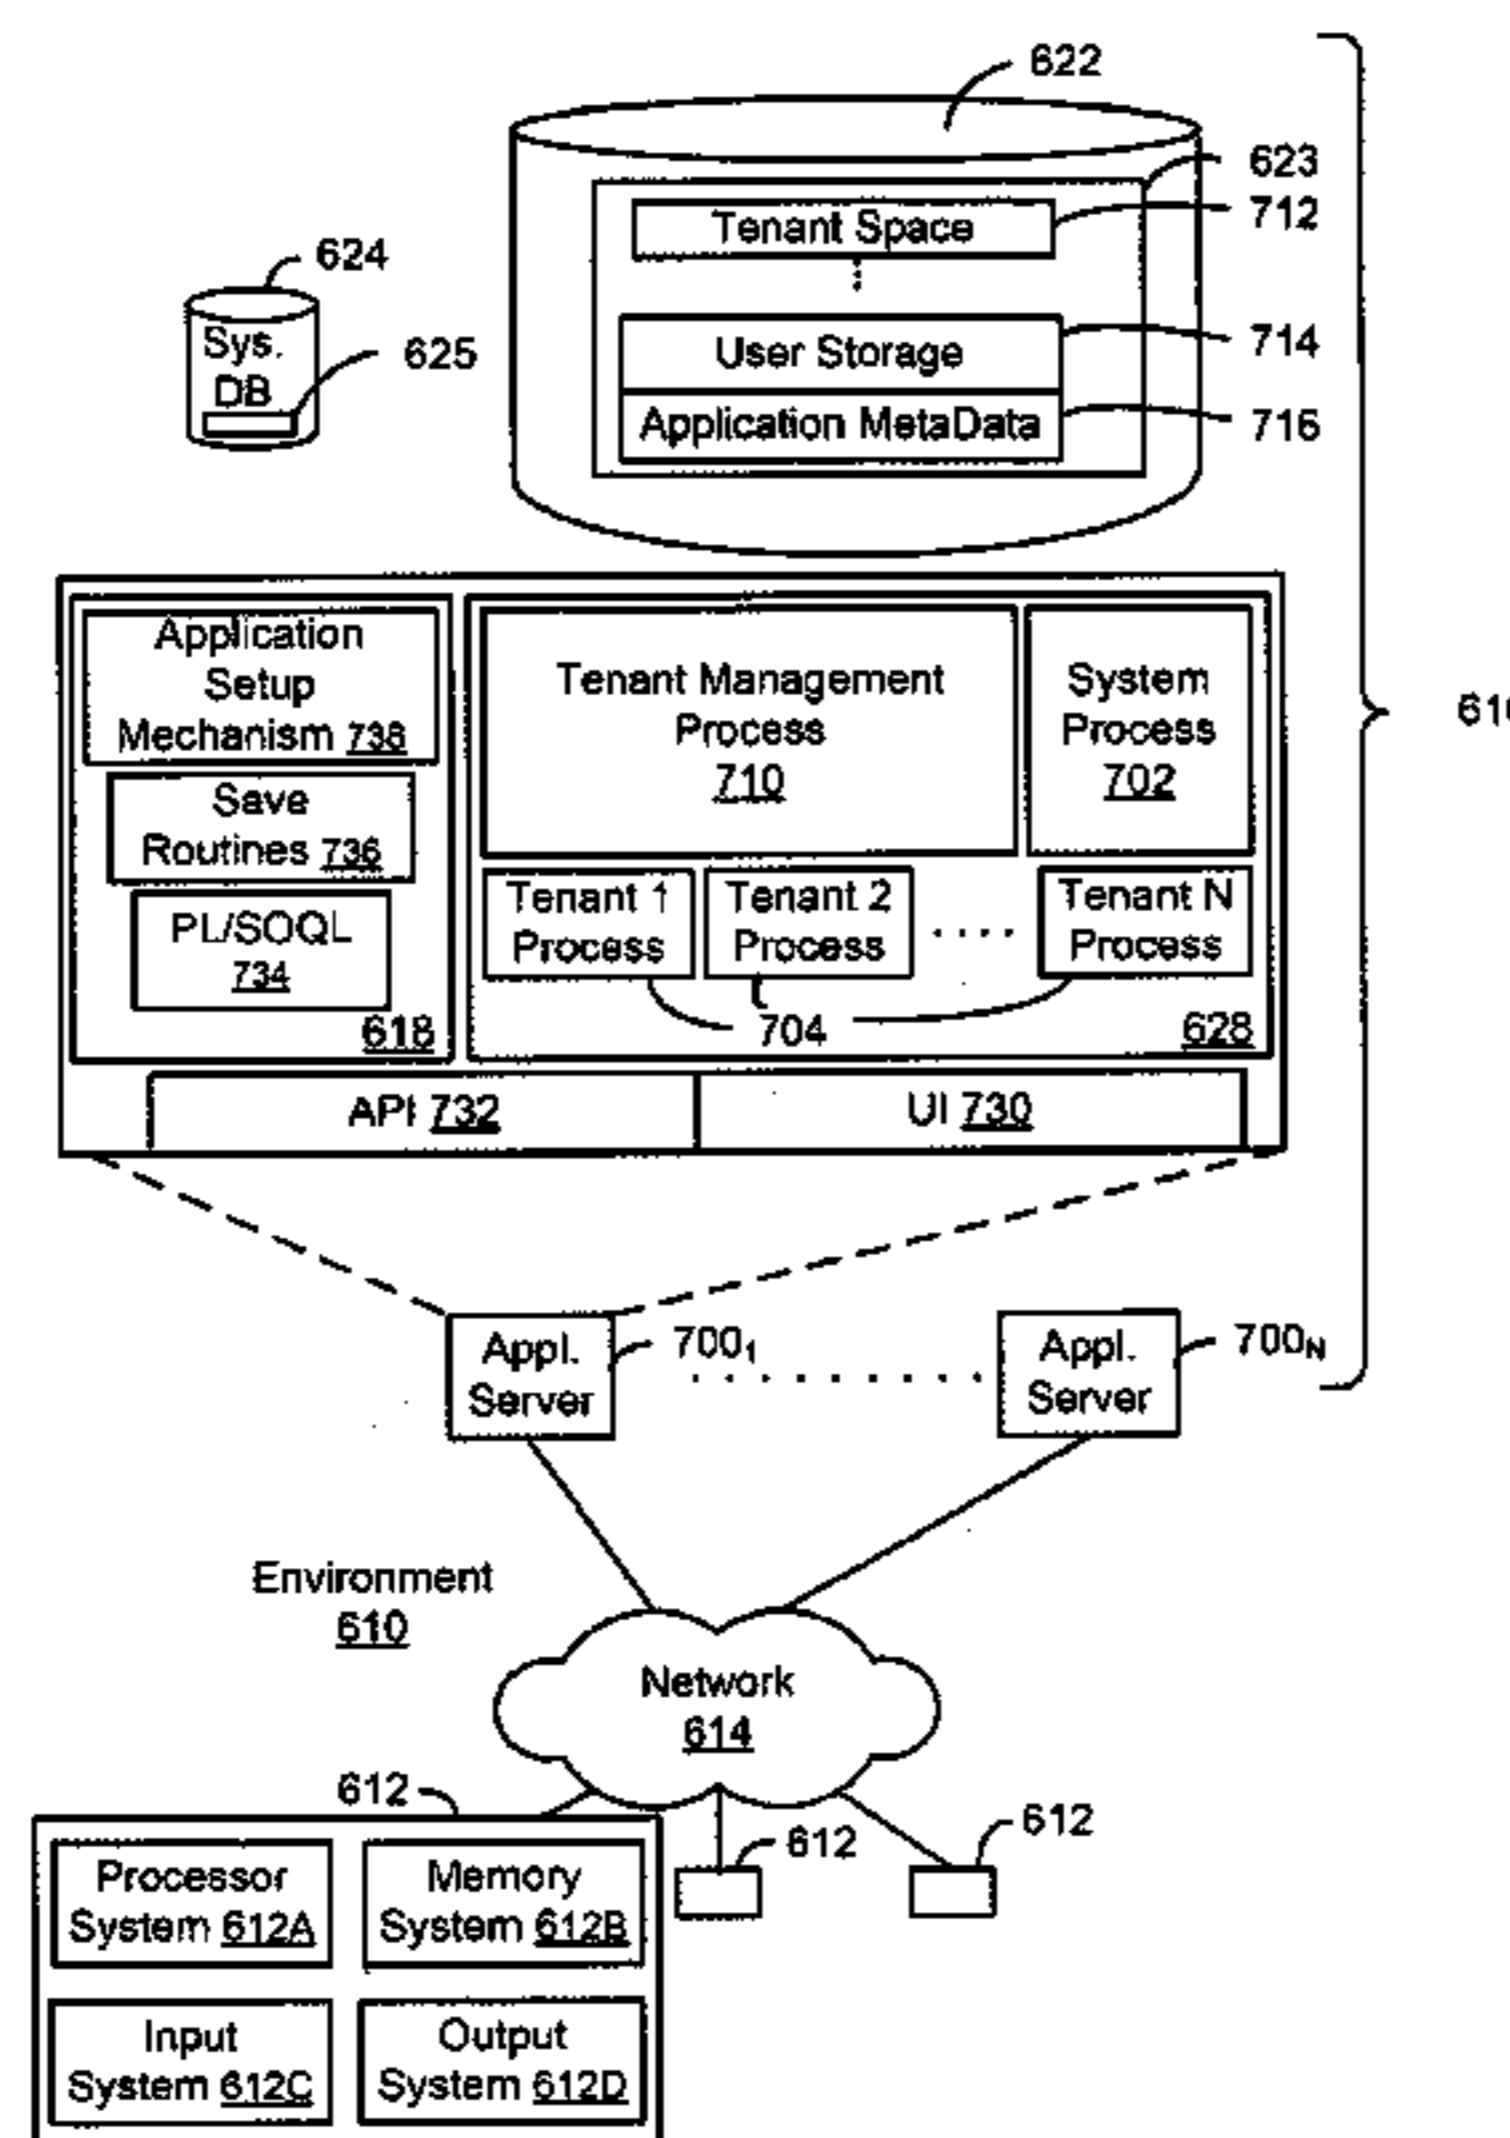 622
623
Tenant Space
712
624
Sys.
DB
625
User Storage
714
Application MetaData
716
Application
Setup
Mechanism 738
Tenant Management
Process
710
System
Process
702
Save
Routines 736
PL/SOQL
734
Tenant 1
Process
Tenant 2
Process
Tenant N
Process
704
618
628
API 732
UI 730
Appl.
Server
700₁
Appl.
Server
700N
Environment
610
Network
614
612
612
612
Processor
System 612A
Memory
System 612B
Input
System 612C
Output
System 612D